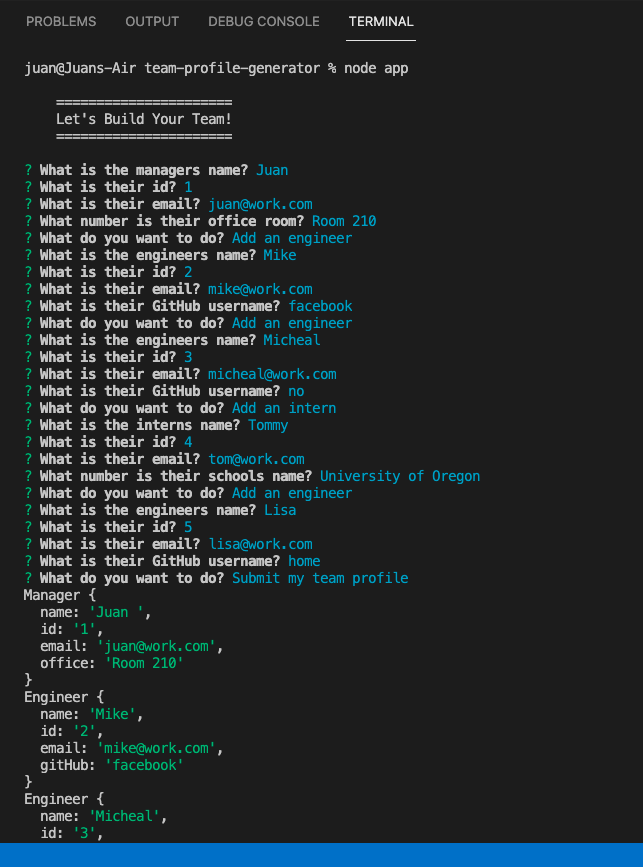 PROBLEMS OUTPUT DEBUG CONSOLE TERMINAL
juan@Juans-Air team-profile-generator % node app
======================
Let's Build Your Team!
======================
? What is the managers name? Juan
? What is their id? 1
? What is their email? juan@work.com
? What number is their office room? Room 210
? What do you want to do? Add an engineer
? What is the engineers name? Mike
? What is their id? 2
? What is their email? mike@work.com
? What is their GitHub username? facebook
? What do you want to do? Add an engineer
? What is the engineers name? Micheal
? What is their id? 3
? What is their email? micheal@work.com
? What is their GitHub username? no
? What do you want to do? Add an intern
? What is the interns name? Tommy
? What is their id? 4
? What is their email? tom@work.com
? What number is their schools name? University of Oregon
? What do you want to do? Add an engineer
? What is the engineers name? Lisa
? What is their id? 5
? What is their email? lisa@work.com
? What is their GitHub username? home
? What do you want to do? Submit my team profile
Manager {
  name: 'Juan ',
  id: '1',
  email: 'juan@work.com',
  office: 'Room 210'
}
Engineer {
  name: 'Mike',
  id: '2',
  email: 'mike@work.com',
  gitHub: 'facebook'
}
Engineer {
  name: 'Micheal',
  id: '3',